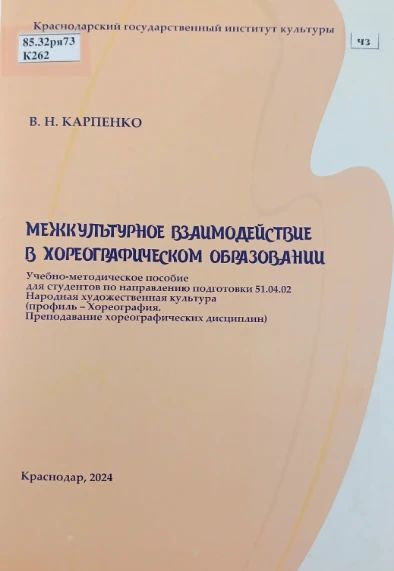 Краснодарский государственный институт культуры
85.32ря73
К262
ЧЗ
В. Н. КАРПЕНКО
МЕЖКУЛЬТУРНОЕ ВЗАИМОДЕЙСТВИЕ
В ХОРЕОГРАФИЧЕСКОМ ОБРАЗОВАНИИ
Учебно-методическое пособие
для студентов по направлению подготовки 51.04.02
Народная художественная культура
(профиль – Хореография.
Преподавание хореографических дисциплин)
Краснодар, 2024